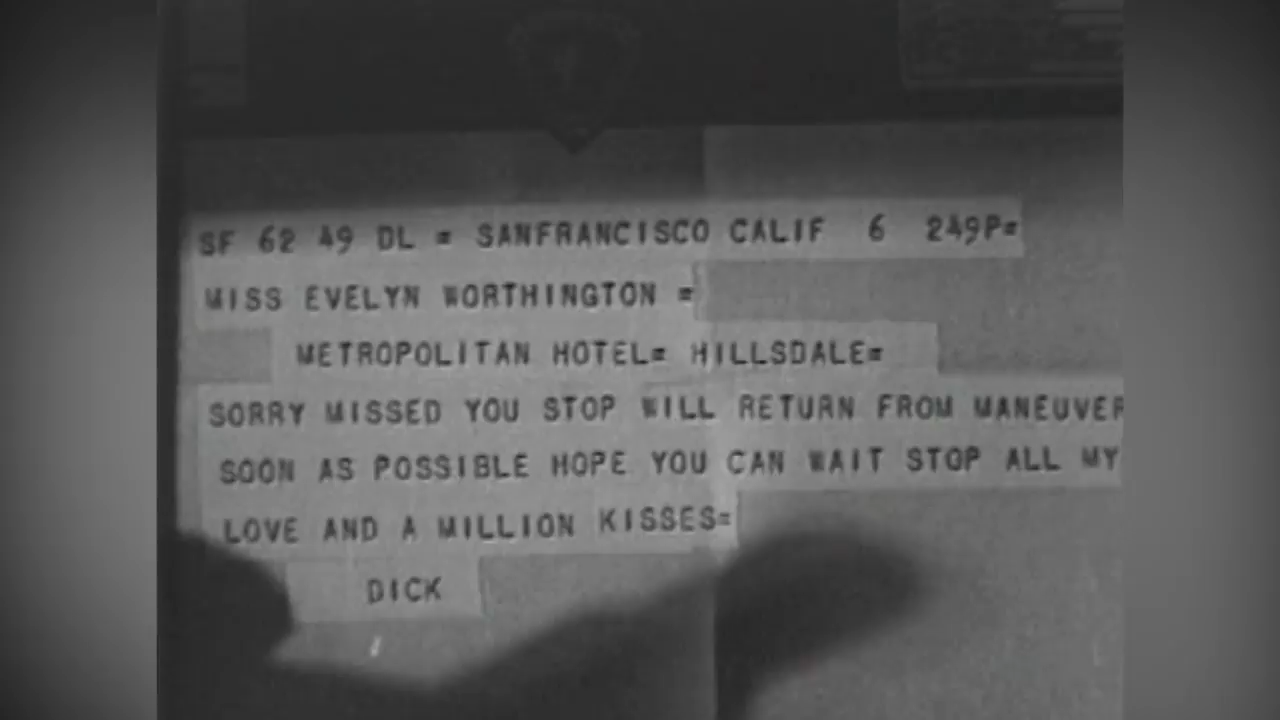 SF 62 49 DL = SANFRANCISCO CALIF 6 249P=
MISS EVELYN WORTHINGTON =
METROPOLITAN HOTEL= HILLSDALE=
SORRY MISSED YOU STOP WILL RETURN FROM MANEUVER
SOON AS POSSIBLE HOPE YOU CAN WAIT STOP ALL MY
LOVE AND A MILLION KISSES=
DICK